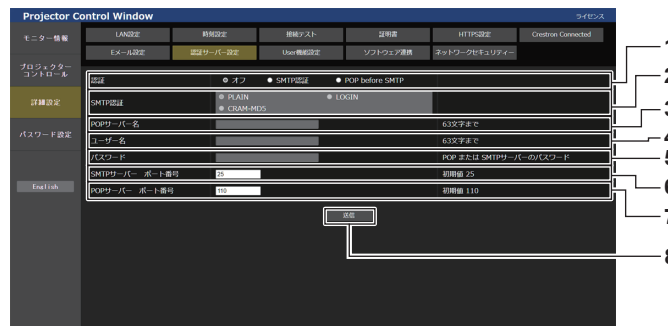 Projector Control Window
ライセンス
モニター情報
プロジェクター
コントロール
詳細設定
パスワード設定
English
LAN設定 時刻設定 接続テスト 証明書 HTTPS設定 Crestron Connected
Eメール設定 認証サーバー設定 User機能設定 ソフトウェア連携 ネットワークセキュリティー
認証 オフ SMTP認証 POP before SMTP
SMTP認証 PLAIN LOGIN
CRAM-MD5
POPサーバー名 63文字まで
ユーザー名 63文字まで
パスワード POP または SMTPサーバーのパスワード
SMTPサーバー ポート番号 25 初期値 25
POPサーバー ポート番号 110 初期値 110
送信
1
2
3
4
5
6
7
8